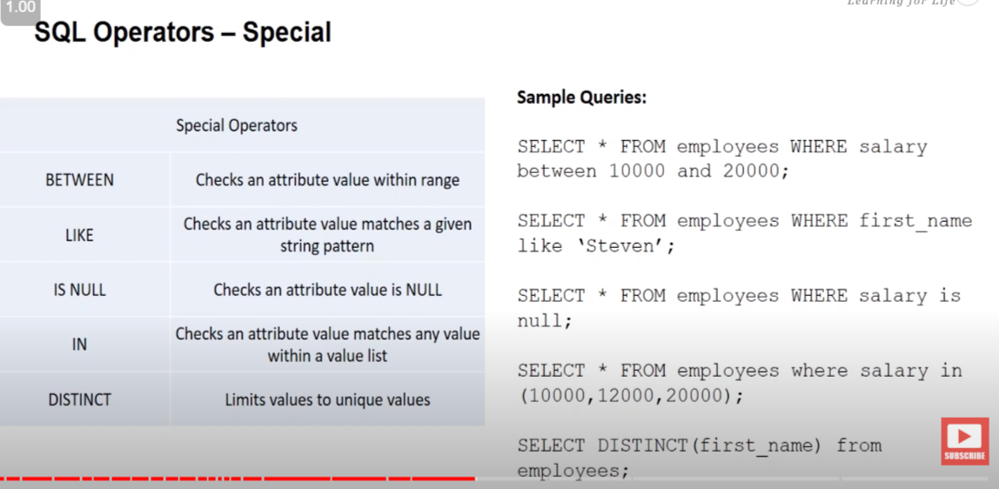 1.00
Learning for Life
SQL Operators – Special
Special Operators
BETWEEN
Checks an attribute value within range
LIKE
Checks an attribute value matches a given
string pattern
IS NULL
Checks an attribute value is NULL
IN
Checks an attribute value matches any value
within a value list
DISTINCT
Limits values to unique values
Sample Queries:
SELECT * FROM employees WHERE salary
between 10000 and 20000;
SELECT * FROM employees WHERE first_name
like ‘Steven’;
SELECT * FROM employees WHERE salary is
null;
SELECT * FROM employees where salary in
(10000,12000,20000);
SELECT DISTINCT(first_name) from
employees;
SUBSCRIBE